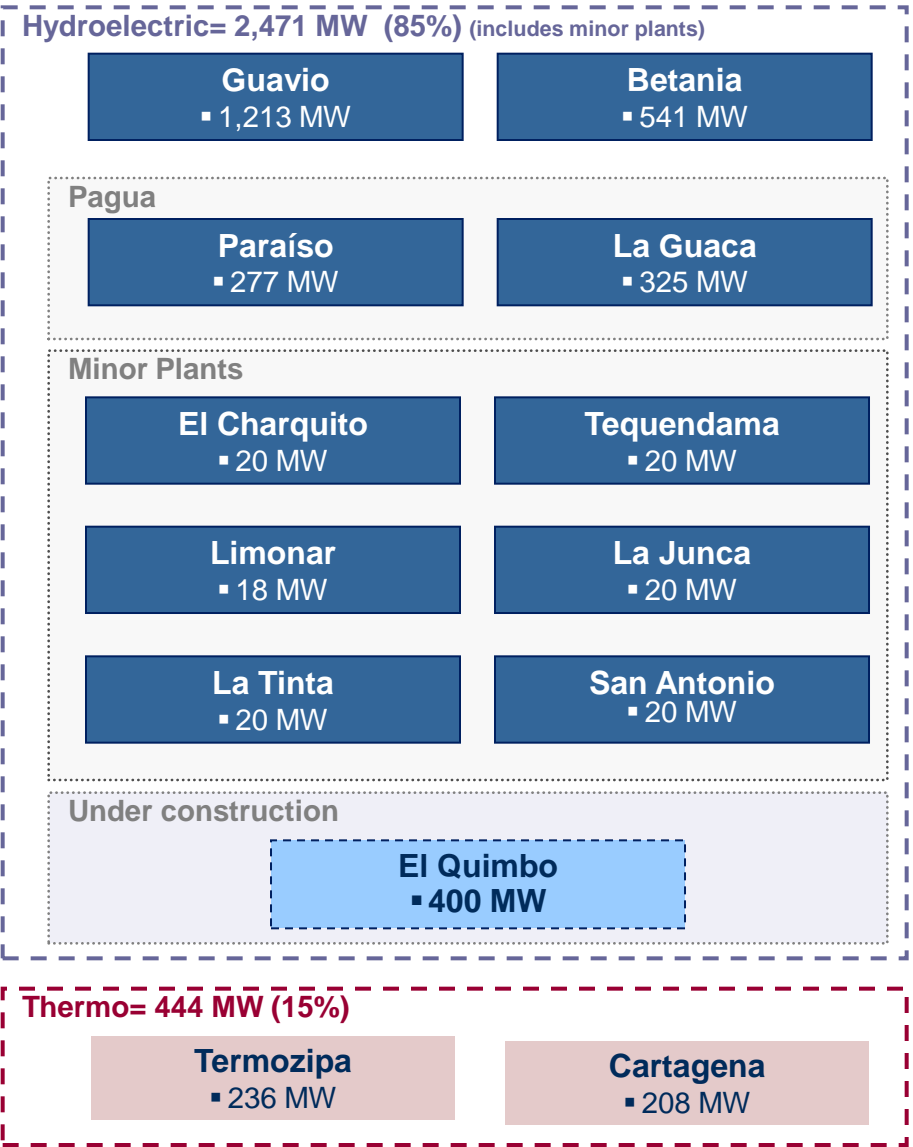 Hydroelectric= 2,471 MW (85%) (includes minor plants)
Guavio
▪ 1,213 MW
Betania
▪ 541 MW
Pagua
Paraíso
▪ 277 MW
La Guaca
▪ 325 MW
Minor Plants
El Charquito
▪ 20 MW
Tequendama
▪ 20 MW
Limonar
▪ 18 MW
La Junca
▪ 20 MW
La Tinta
▪ 20 MW
San Antonio
▪ 20 MW
Under construction
El Quimbo
▪ 400 MW
Thermo= 444 MW (15%)
Termozipa
▪ 236 MW
Cartagena
▪ 208 MW